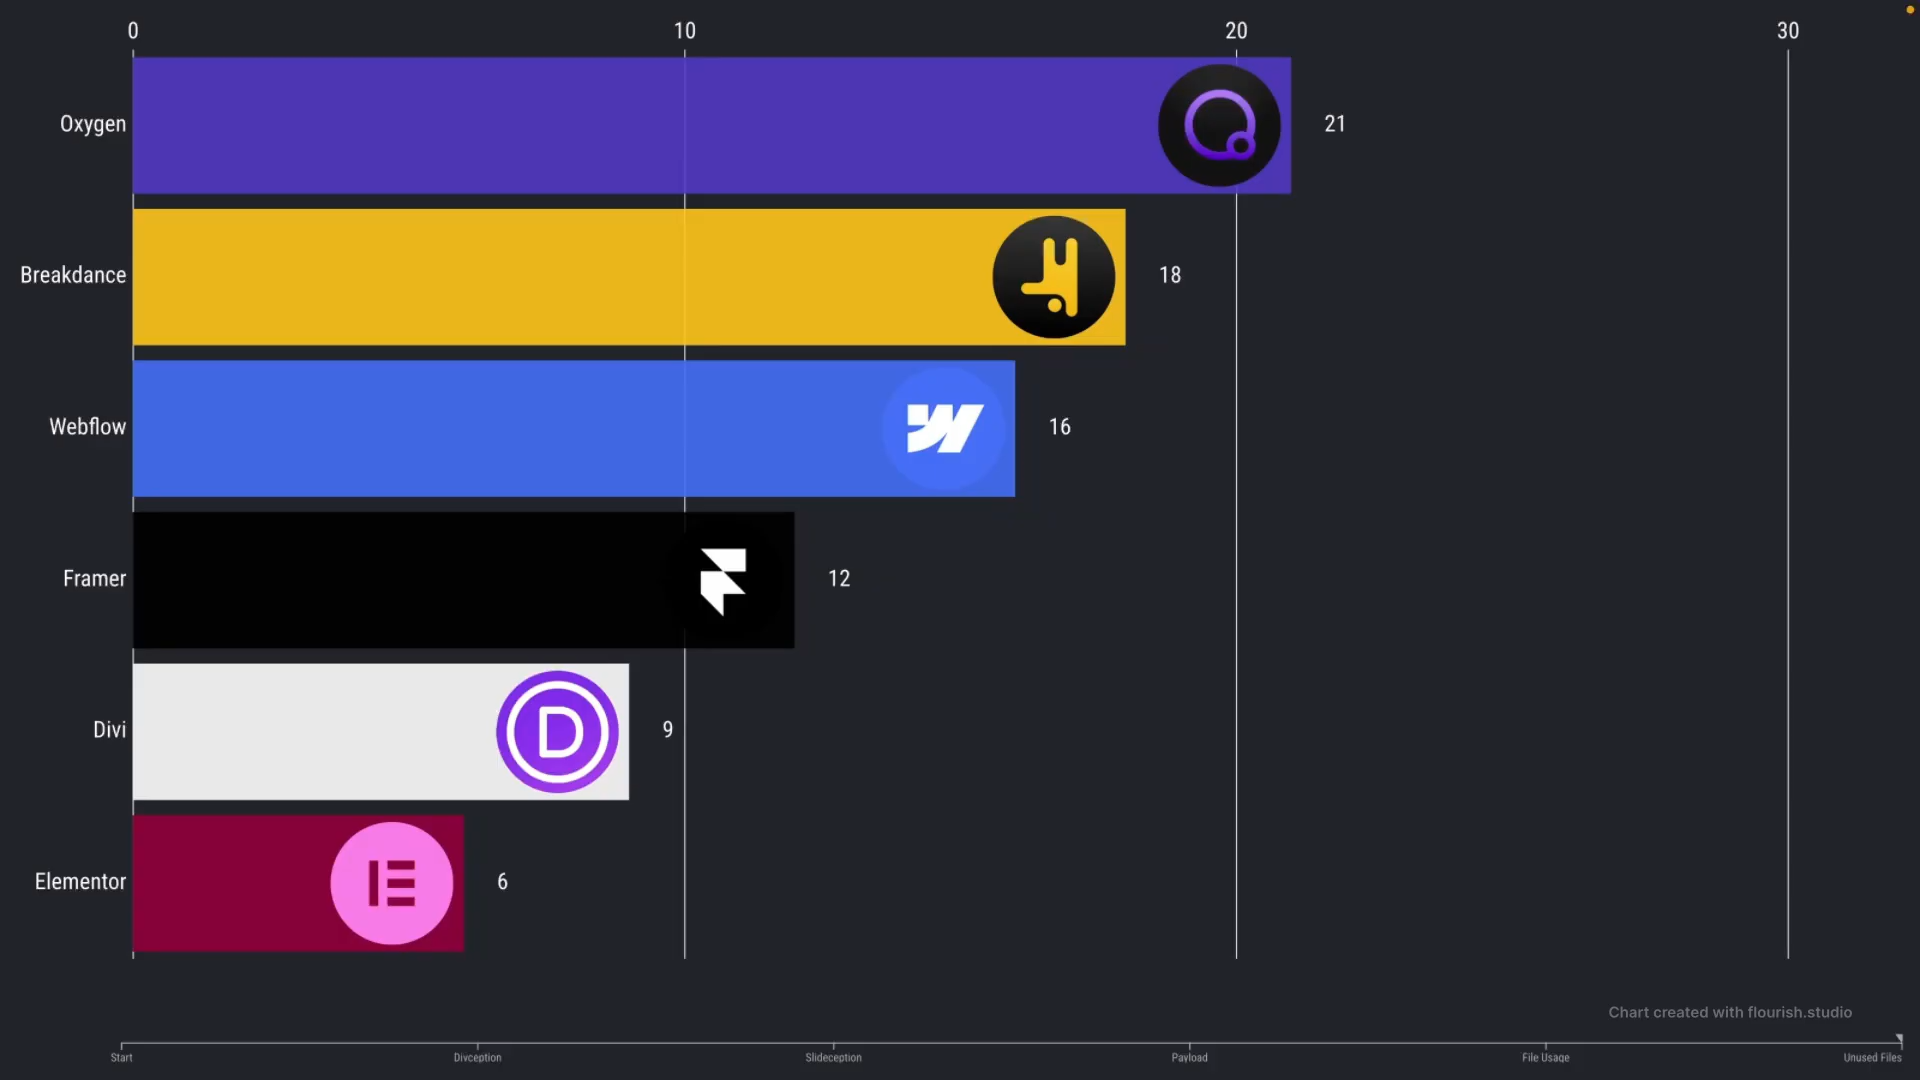 0 10 20 30
Oxygen 21
Breakdance 18
Webflow 16
Framer 12
Divi 9
Elementor 6
Chart created with flourish.studio
Start Divception Slideception Payload File Usage Unused Files